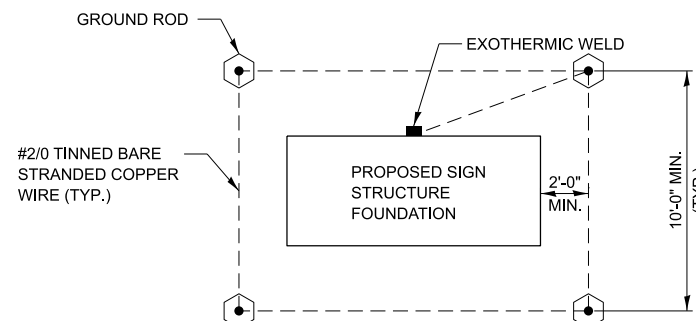 GROUND ROD
EXOTHERMIC WELD
#2/0 TINNED BARE
STRANDED COPPER
WIRE (TYP.)
PROPOSED SIGN
STRUCTURE
FOUNDATION
2'-0"
MIN.
10'-0" MIN.
(TYP.)